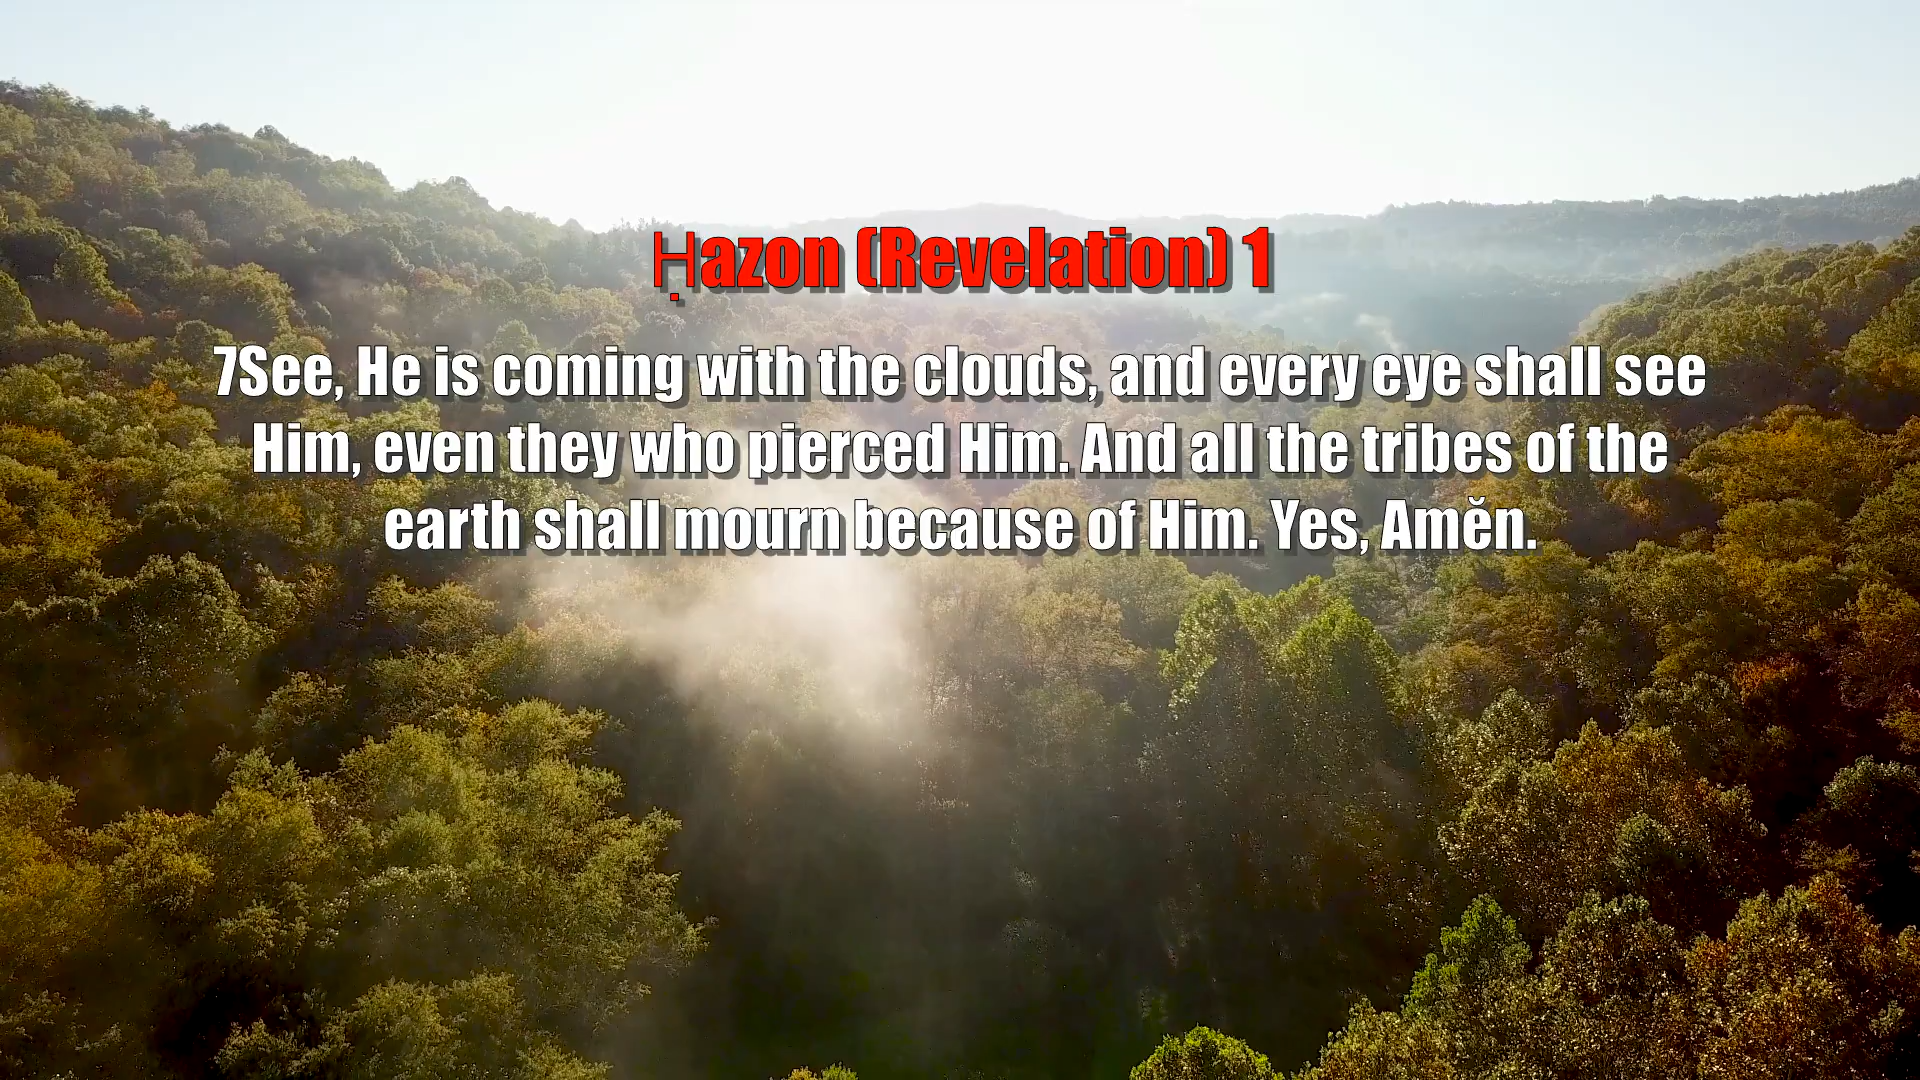 Ḥazon (Revelation) 1
7See, He is coming with the clouds, and every eye shall see
Him, even they who pierced Him. And all the tribes of the
earth shall mourn because of Him. Yes, Amĕn.